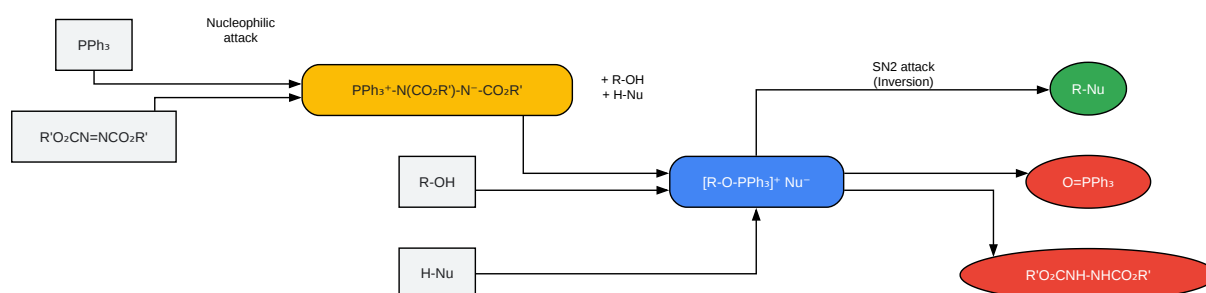 PPh₃
Nucleophilic
attack
R'O₂CN=NCO₂R'
PPh₃⁺-N(CO₂R')-N⁻-CO₂R'
+ R-OH
+ H-Nu
R-OH
H-Nu
[R-O-PPh₃]⁺ Nu⁻
SN2 attack
(Inversion)
R-Nu
O=PPh₃
R'O₂CNH-NHCO₂R'